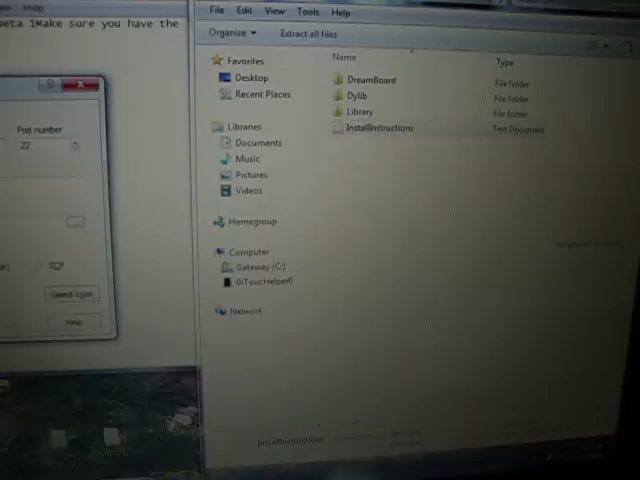 Help
beta 1Make sure you have the
Port number
22
Select color
Help
File Edit View Tools Help
Organize Extract all files
Name Type
Favorites
Desktop
Recent Places
Libraries
Documents
Music
Pictures
Videos
Homegroup
Computer
Gateway (C:)
0iToucHelper0
Network
DreamBoard File folder
Dylib File folder
Library File folder
InstallInstructions Text Document
InstallInstructions